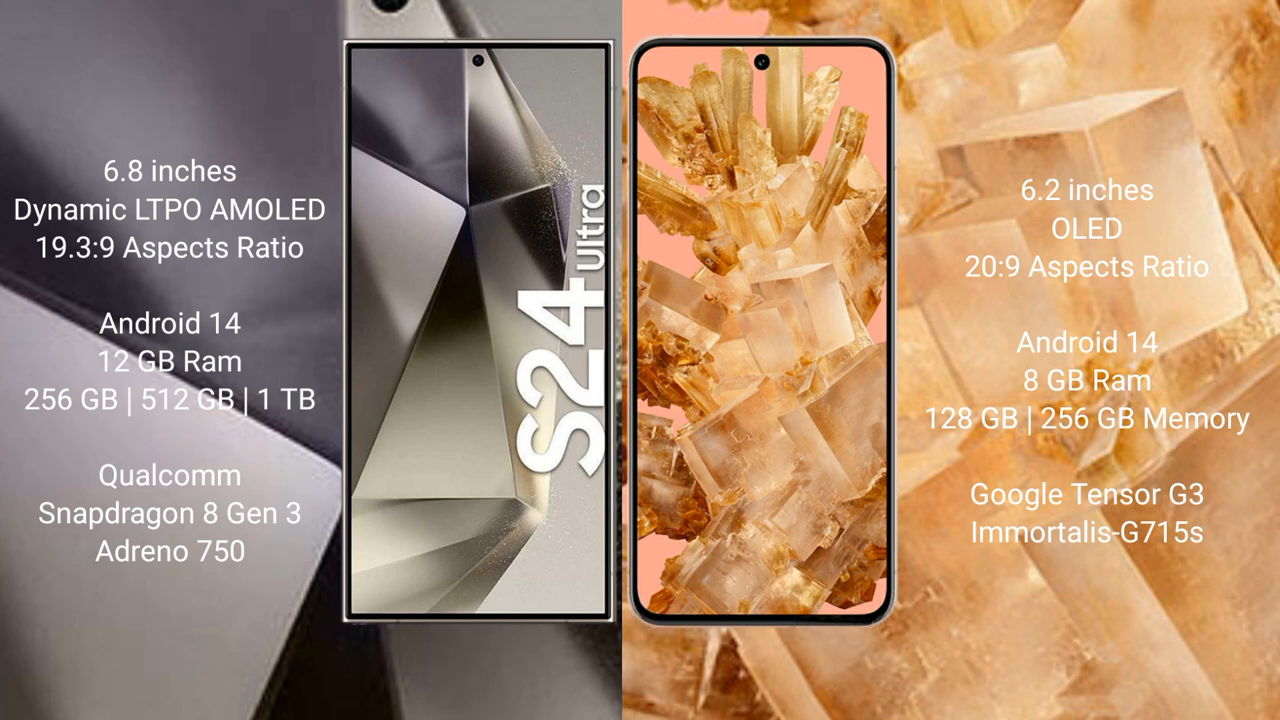 6.8 inches
Dynamic LTPO AMOLED
19.3:9 Aspects Ratio
Android 14
12 GB Ram
256 GB | 512 GB | 1 TB
Qualcomm
Snapdragon 8 Gen 3
Adreno 750
S24 ultra
6.2 inches
OLED
20:9 Aspects Ratio
Android 14
8 GB Ram
128 GB | 256 GB Memory
Google Tensor G3
Immortalis-G715s